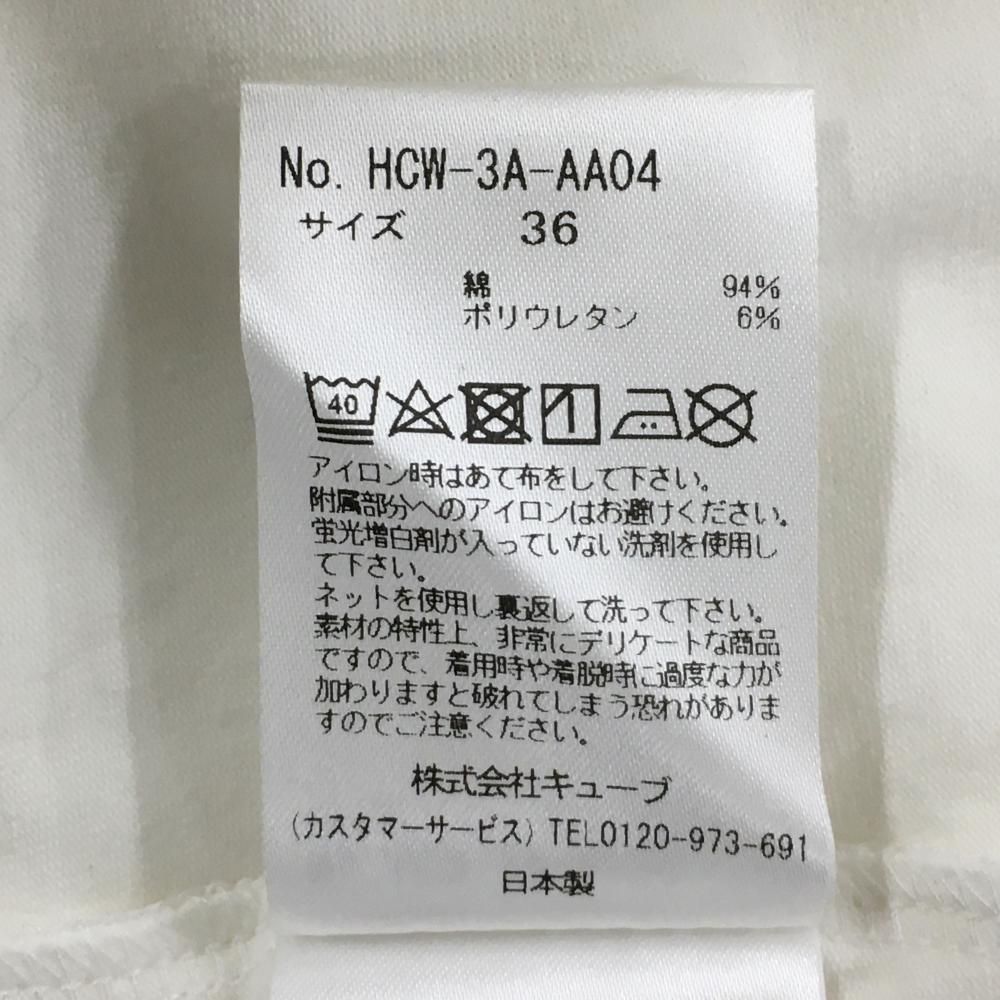 No. HCW-3A-AA04
サイズ 36
綿 94%
ポリウレタン 6%
40
アイロン時はあて布をして下さい。
附属部分へのアイロンはお避けください。
蛍光増白剤が入っていない洗剤を使用し
て下さい。
ネットを使用し裏返して洗って下さい。
素材の特性上、非常にデリケートな商品
ですので、着用時や着脱時に過度な力が
加わりますと破れてしまう恐れがありま
すのでご注意ください。
株式会社キューブ
(カスタマーサービス) TEL0120-973-691
日本製